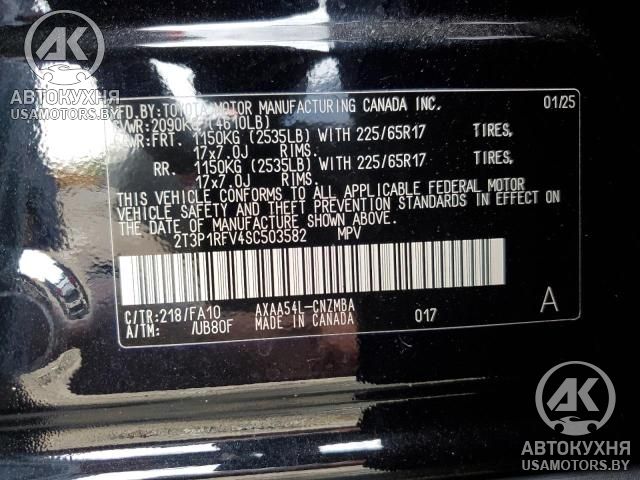 АК
АВТОКУХНЯ
USAMOTORS.BY
MFD.BY:TOYOTA MOTOR MANUFACTURING CANADA INC. 01/25
GVWR:2090KG(4610LB)
GAWR:FRT. 1150KG (2535LB) WITH 225/65R17 TIRES,
17x7.0J RIMS.
RR. 1150KG (2535LB) WITH 225/65R17 TIRES,
17x7.0J RIMS.
THIS VEHICLE CONFORMS TO ALL APPLICABLE FEDERAL MOTOR
VEHICLE SAFETY AND THEFT PREVENTION STANDARDS IN EFFECT ON
THE DATE OF MANUFACTURE SHOWN ABOVE.
2T3P1RFV4SC503582 MPV
C/TR:218/FA10 AXAA54L-CNZMBA 017 A
A/TM: /UB80F MADE IN CANADA
АК
АВТОКУХНЯ
USAMOTORS.BY